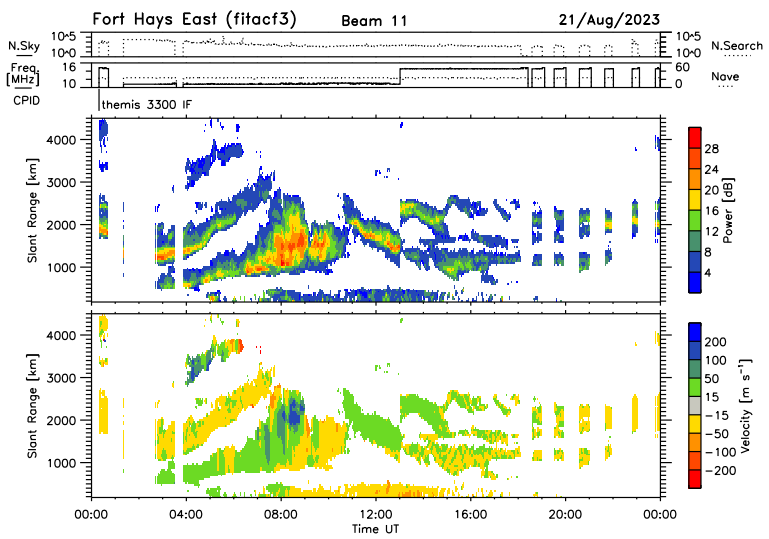 Fort Hays East (fitacf3) Beam 11 21/Aug/2023
N.Sky 10^5 10^0 10^5 10^0 N.Search
Freq. [MHz] 16 10 60 0 Nave
CPID themis 3300 IF
Slant Range [km] 4000 3000 2000 1000
Power [dB] 28 24 20 16 12 8 4
Slant Range [km] 4000 3000 2000 1000
Velocity [m s⁻¹] 200 100 50 15 −15 −50 −100 −200
00:00 04:00 08:00 12:00 16:00 20:00 00:00
Time UT